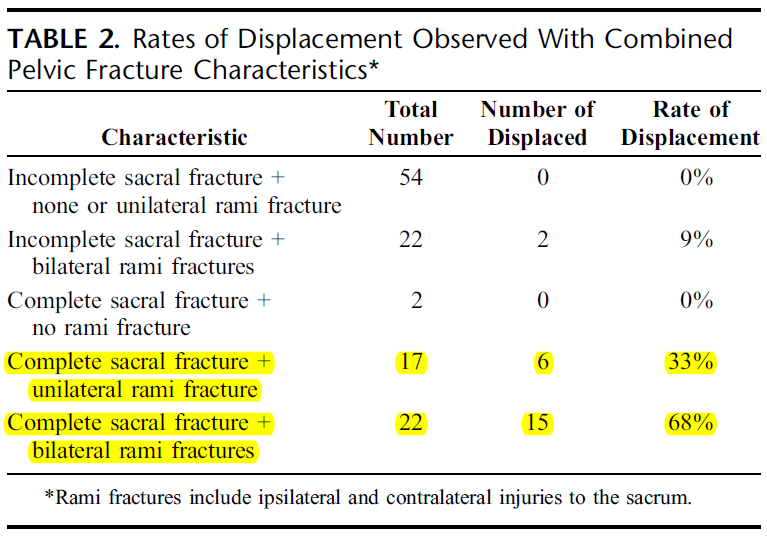 TABLE 2. Rates of Displacement Observed With Combined
Pelvic Fracture Characteristics*
Characteristic Total Number Number of Displaced Rate of Displacement
Incomplete sacral fracture + 54 0 0%
none or unilateral rami fracture
Incomplete sacral fracture + 22 2 9%
bilateral rami fractures
Complete sacral fracture + 2 0 0%
no rami fracture
Complete sacral fracture + 17 6 33%
unilateral rami fracture
Complete sacral fracture + 22 15 68%
bilateral rami fractures
*Rami fractures include ipsilateral and contralateral injuries to the sacrum.